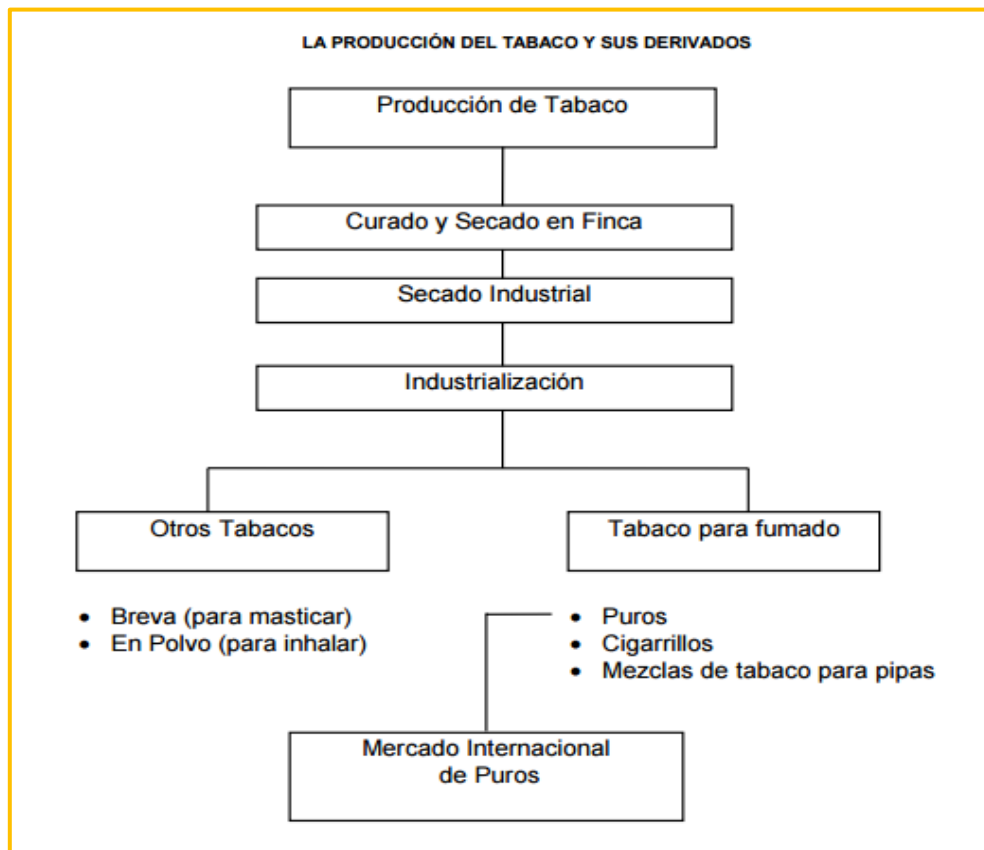 LA PRODUCCIÓN DEL TABACO Y SUS DERIVADOS
Producción de Tabaco
Curado y Secado en Finca
Secado Industrial
Industrialización
Otros Tabacos
Tabaco para fumado
• Breva (para masticar)
• En Polvo (para inhalar)
• Puros
• Cigarrillos
• Mezclas de tabaco para pipas
Mercado Internacional
de Puros